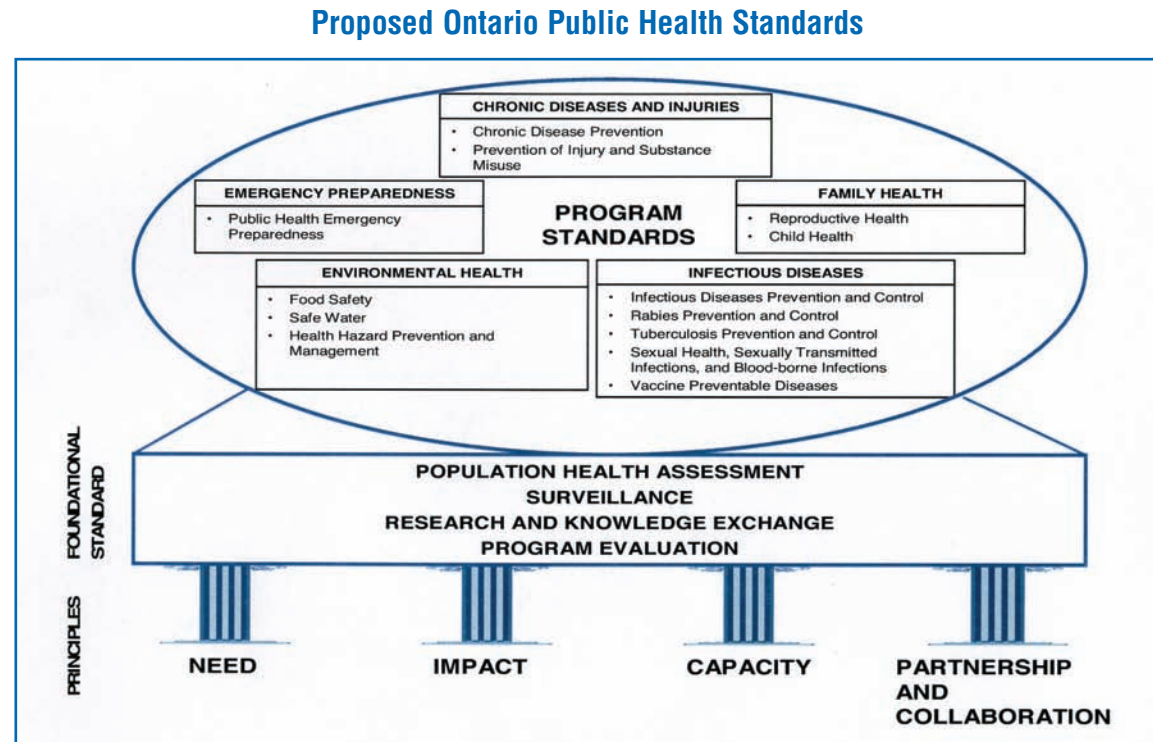 Proposed Ontario Public Health Standards
CHRONIC DISEASES AND INJURIES
• Chronic Disease Prevention
• Prevention of Injury and Substance
Misuse
EMERGENCY PREPAREDNESS
• Public Health Emergency
Preparedness
PROGRAM
STANDARDS
FAMILY HEALTH
• Reproductive Health
• Child Health
ENVIRONMENTAL HEALTH
• Food Safety
• Safe Water
• Health Hazard Prevention and
Management
INFECTIOUS DISEASES
• Infectious Diseases Prevention and Control
• Rabies Prevention and Control
• Tuberculosis Prevention and Control
• Sexual Health, Sexually Transmitted
Infections, and Blood-borne Infections
• Vaccine Preventable Diseases
FOUNDATIONAL
STANDARD
POPULATION HEALTH ASSESSMENT
SURVEILLANCE
RESEARCH AND KNOWLEDGE EXCHANGE
PROGRAM EVALUATION
PRINCIPLES
NEED
IMPACT
CAPACITY
PARTNERSHIP
AND
COLLABORATION